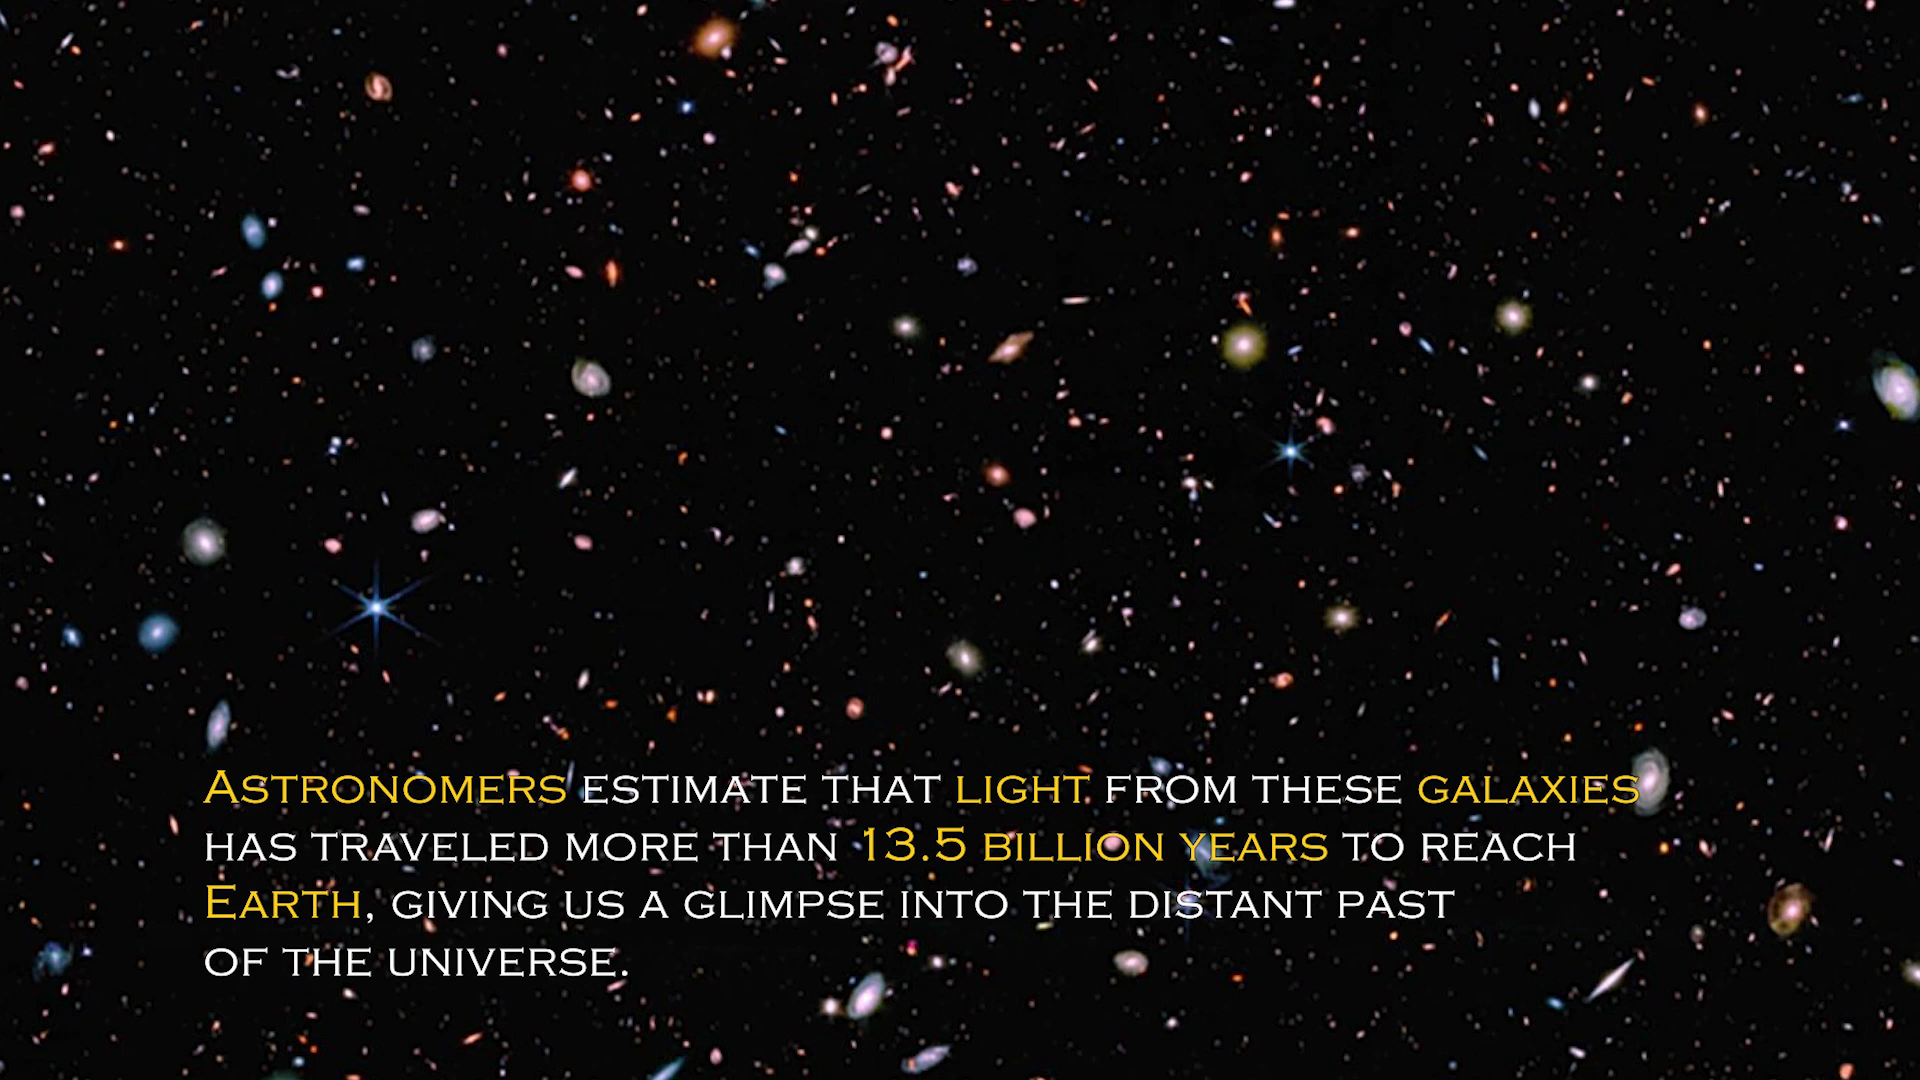 Astronomers estimate that light from these galaxies
has traveled more than 13.5 billion years to reach
Earth, giving us a glimpse into the distant past
of the universe.